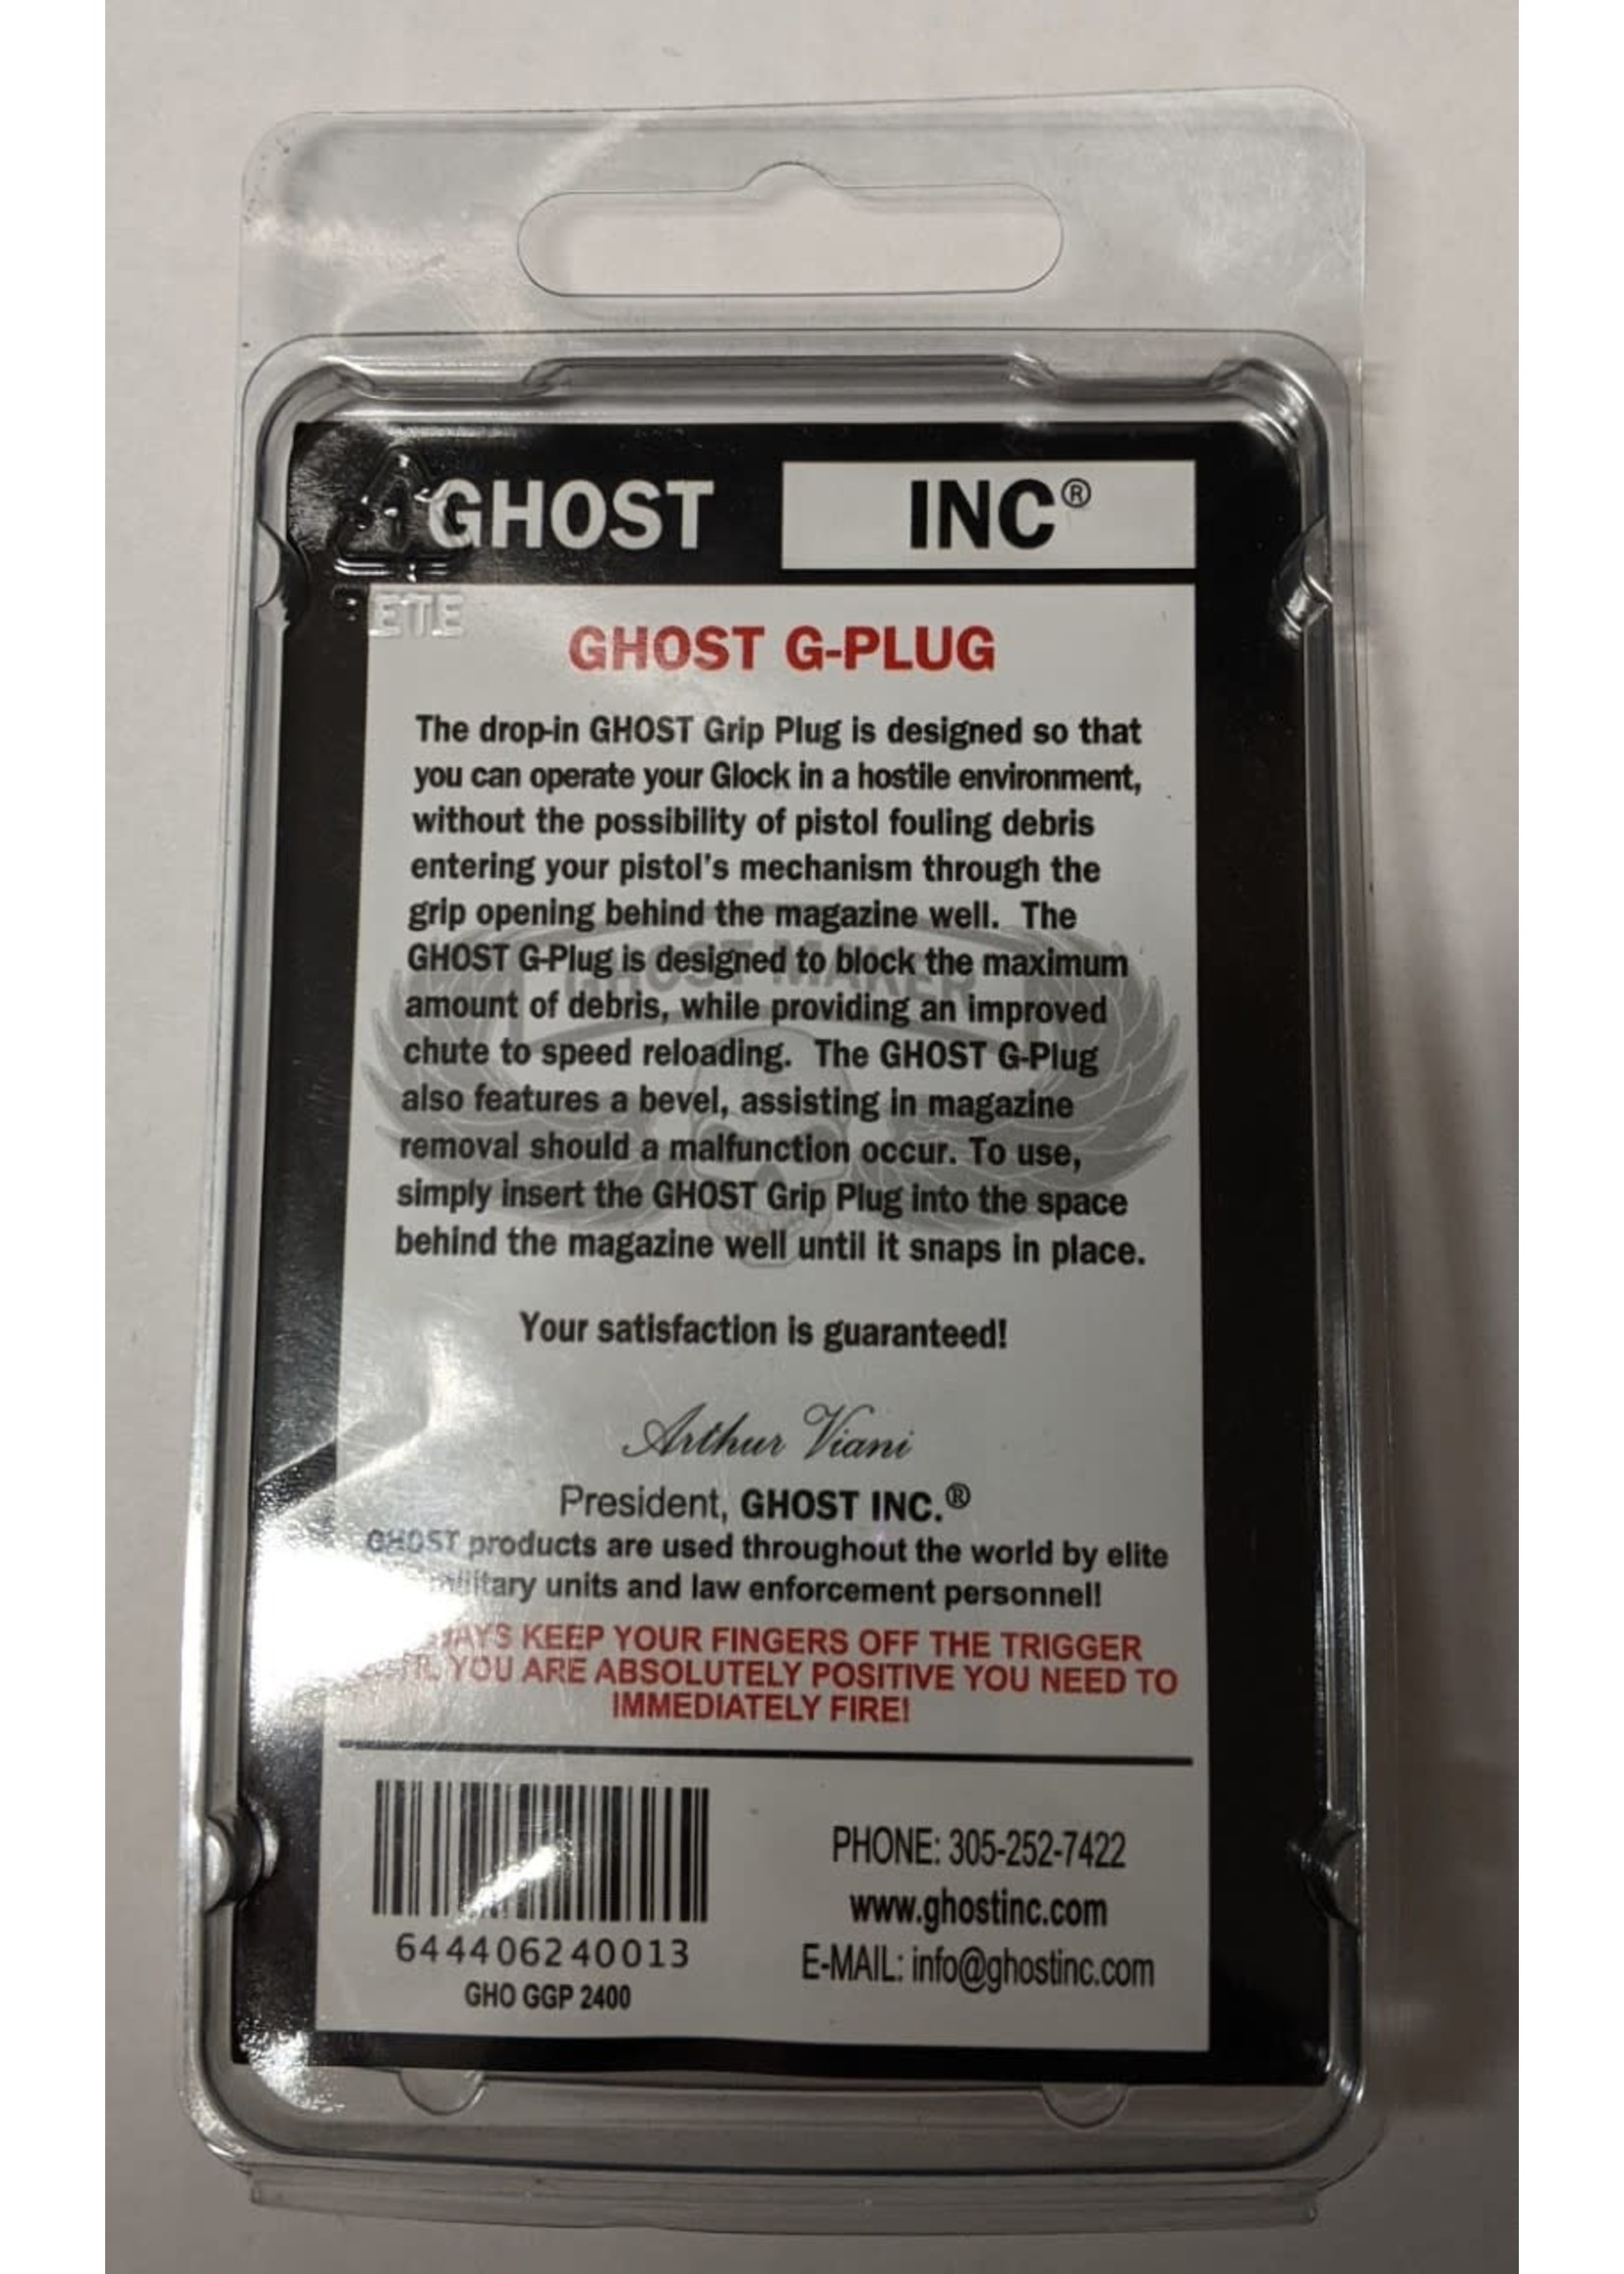 GHOST INC®
1
PETE
GHOST G-PLUG
The drop-in GHOST Grip Plug is designed so that
you can operate your Glock in a hostile environment,
without the possibility of pistol fouling debris
entering your pistol's mechanism through the
grip opening behind the magazine well. The
GHOST G-Plug is designed to block the maximum
amount of debris, while providing an improved
chute to speed reloading. The GHOST G-Plug
also features a bevel, assisting in magazine
removal should a malfunction occur. To use,
simply insert the GHOST Grip Plug into the space
behind the magazine well until it snaps in place.
GHOST MAKER
Your satisfaction is guaranteed!
Arthur Viani
President, GHOST INC.®
GHOST products are used throughout the world by elite
military units and law enforcement personnel!
KEEP YOUR FINGERS OFF THE TRIGGER
YOU ARE ABSOLUTELY POSITIVE YOU NEED TO
IMMEDIATELY FIRE!
644406240013
GHO GGP 2400
PHONE: 305-252-7422
www.ghostinc.com
E-MAIL: info@ghostinc.com